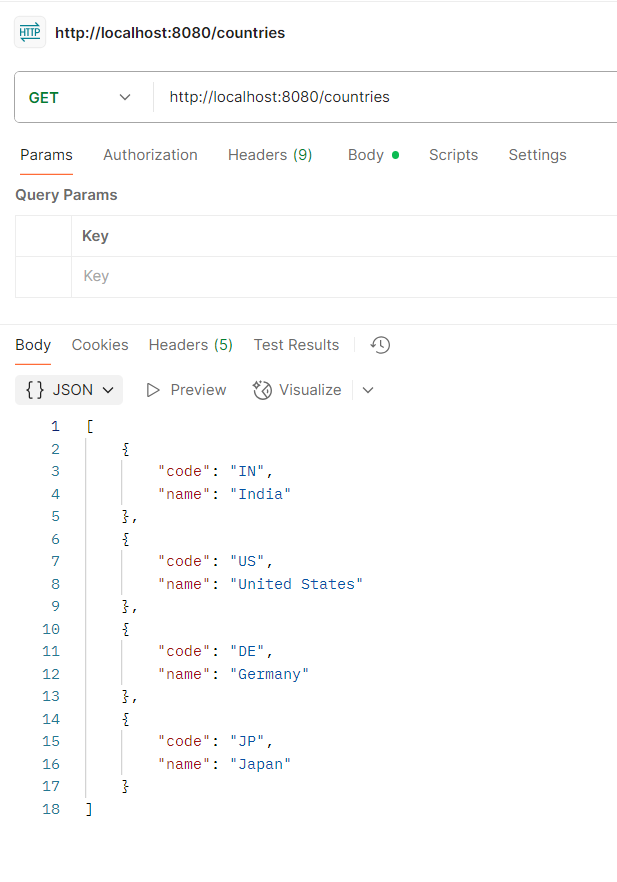 HTTP http://localhost:8080/countries
GET http://localhost:8080/countries
Params Authorization Headers (9) Body Scripts Settings
Query Params
Key
Key
Body Cookies Headers (5) Test Results
{} JSON Preview Visualize
1 [
2 {
3 "code": "IN",
4 "name": "India"
5 },
6 {
7 "code": "US",
8 "name": "United States"
9 },
10 {
11 "code": "DE",
12 "name": "Germany"
13 },
14 {
15 "code": "JP",
16 "name": "Japan"
17 }
18 ]